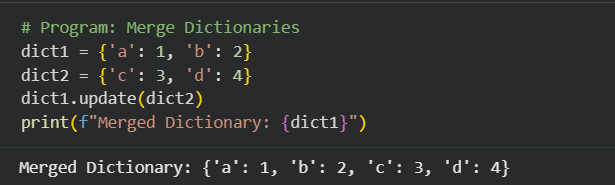 # Program: Merge Dictionaries
dict1 = {'a': 1, 'b': 2}
dict2 = {'c': 3, 'd': 4}
dict1.update(dict2)
print(f"Merged Dictionary: {dict1}")
Merged Dictionary: {'a': 1, 'b': 2, 'c': 3, 'd': 4}